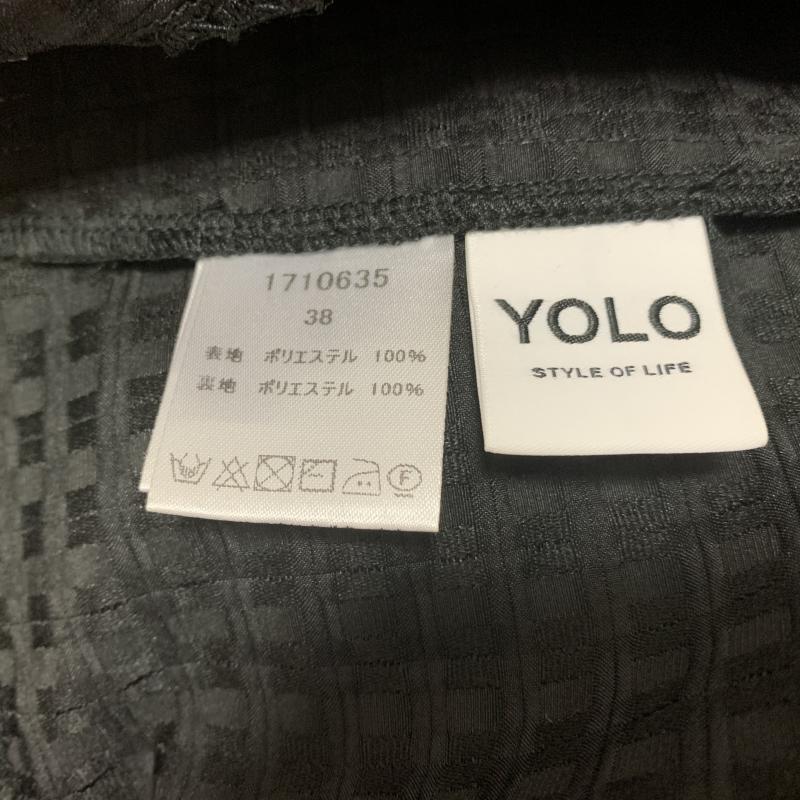 1710635
38
表地 ポリエステル 100%
裏地 ポリエステル 100%
F
YOLO
STYLE OF LIFE